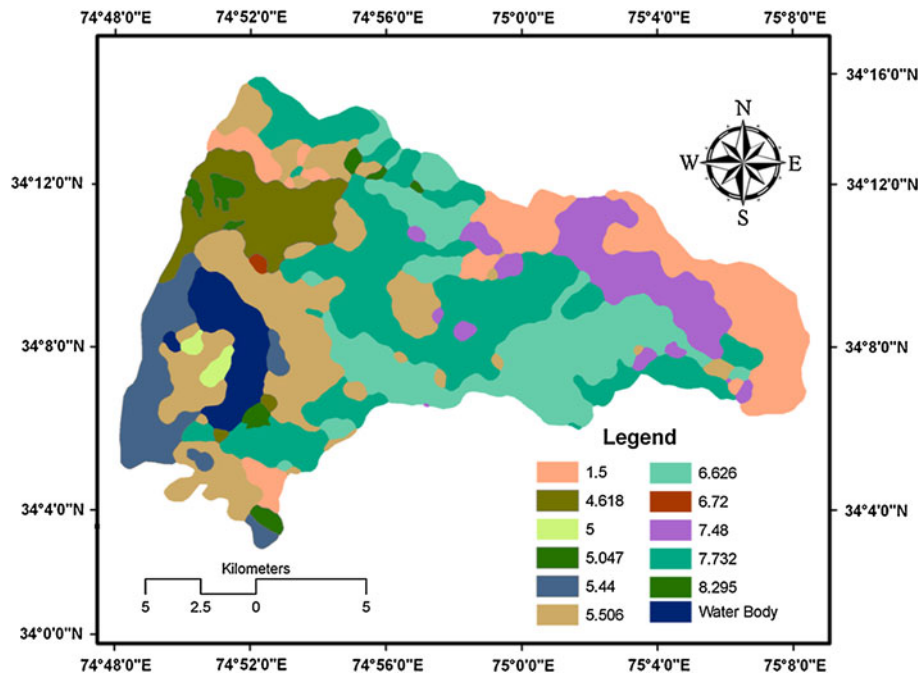 74°48'0"E 74°52'0"E 74°56'0"E 75°0'0"E 75°4'0"E 75°8'0"E
34°16'0"N
N
W E
S
34°12'0"N 34°12'0"N
34°8'0"N 34°8'0"N
Legend
1.5 6.626
4.618 6.72
5 7.48
5.047 7.732
5.44 8.295
5.506 Water Body
34°4'0"N 34°4'0"N
Kilometers
5 2.5 0 5
34°0'0"N
74°48'0"E 74°52'0"E 74°56'0"E 75°0'0"E 75°4'0"E 75°8'0"E